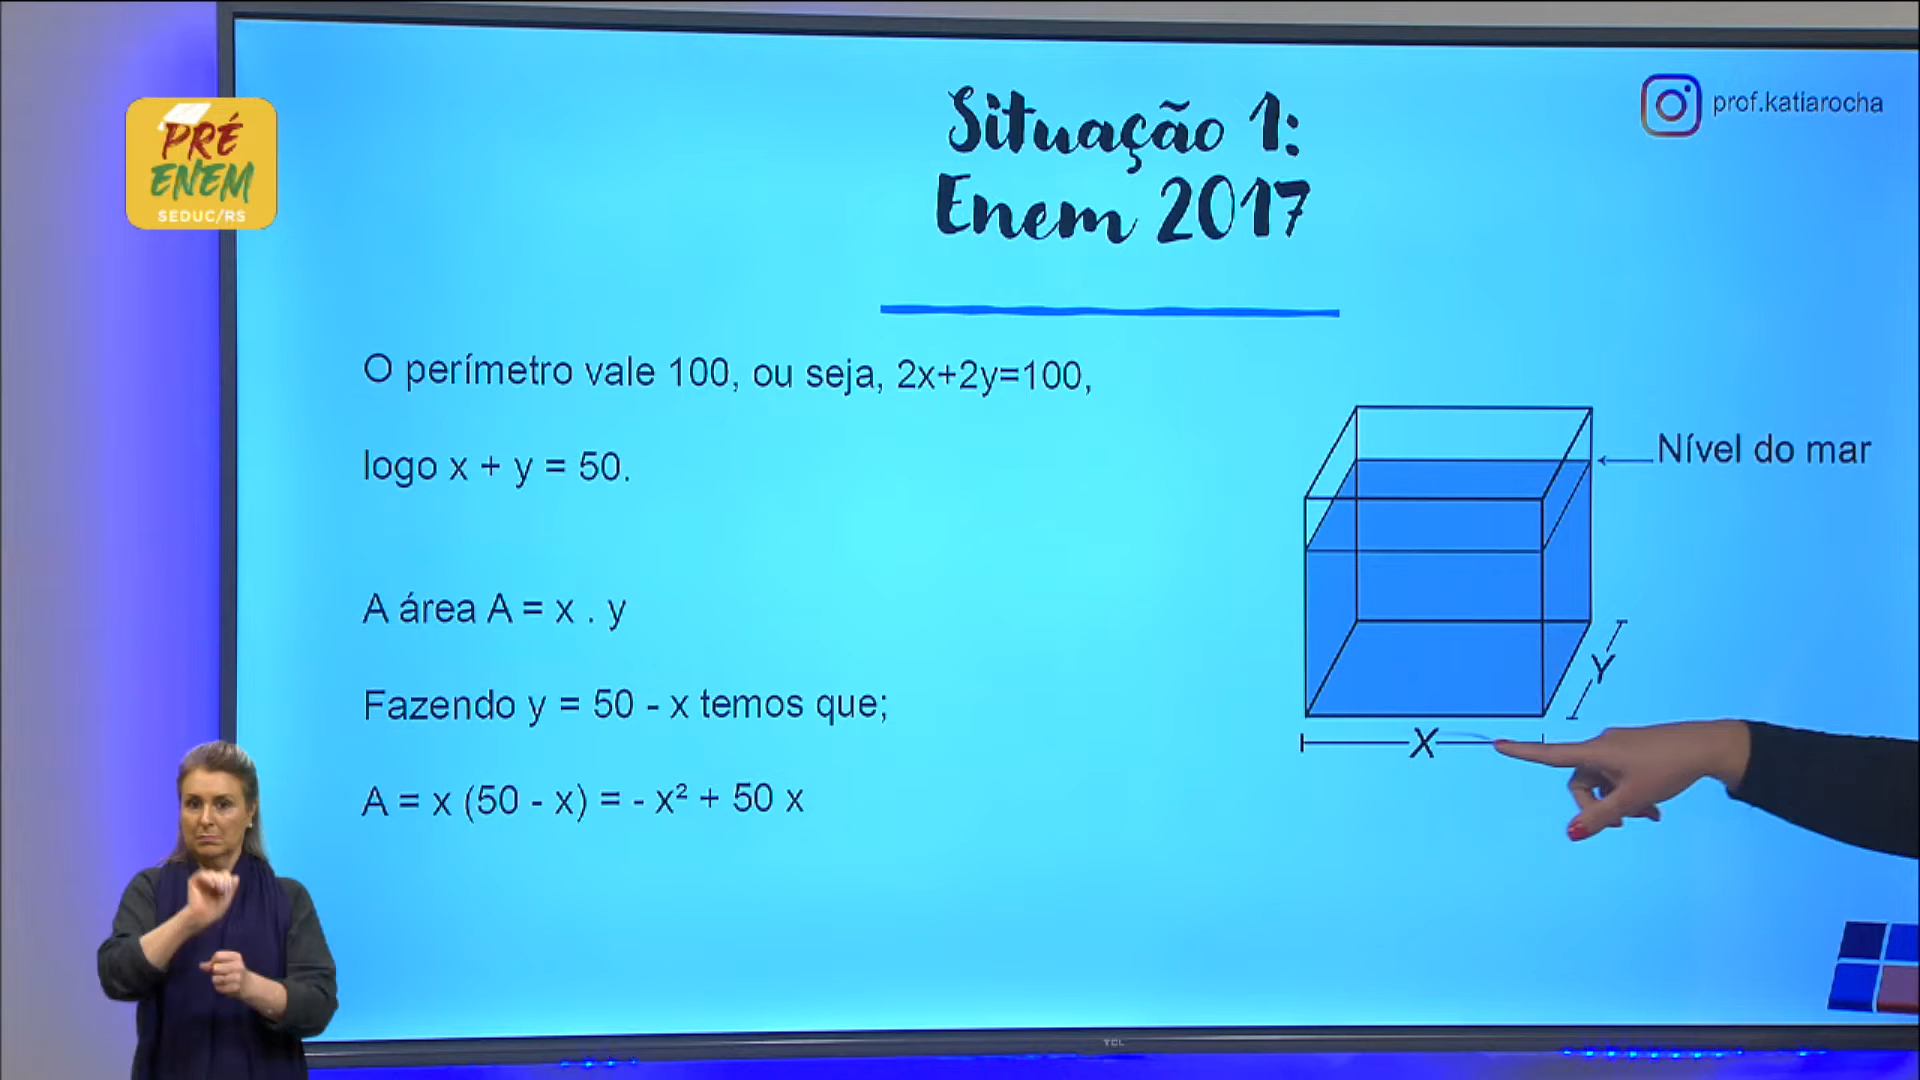 PRÉ
ENEM
SEDUC/RS
Situação 1:
Enem 2017
prof.katiarocha
O perímetro vale 100, ou seja, 2x+2y=100,
logo x + y = 50.
A área A = x . y
Fazendo y = 50 - x temos que;
A = x (50 - x) = - x² + 50 x
Nível do mar
Y
X
TCL